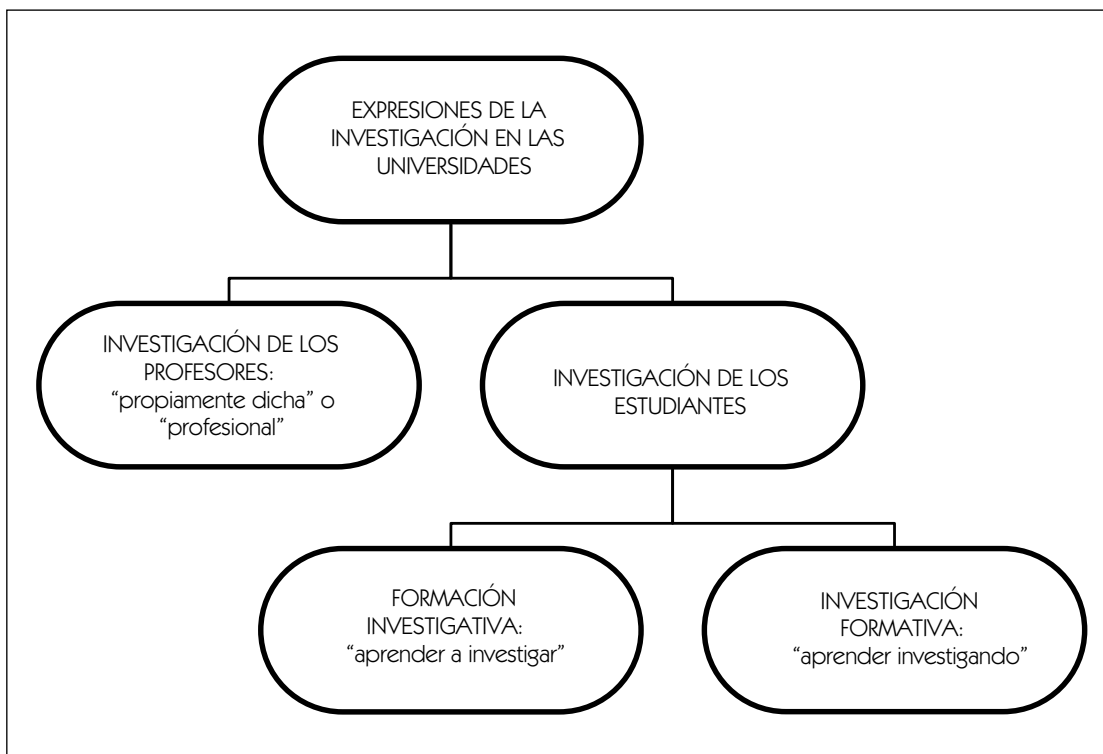 EXPRESIONES DE LA
INVESTIGACIÓN EN LAS
UNIVERSIDADES
INVESTIGACIÓN DE LOS
PROFESORES:
“propiamente dicha” o
“profesional”
INVESTIGACIÓN DE LOS
ESTUDIANTES
FORMACIÓN
INVESTIGATIVA:
“aprender a investigar”
INVESTIGACIÓN
FORMATIVA:
“aprender investigando”